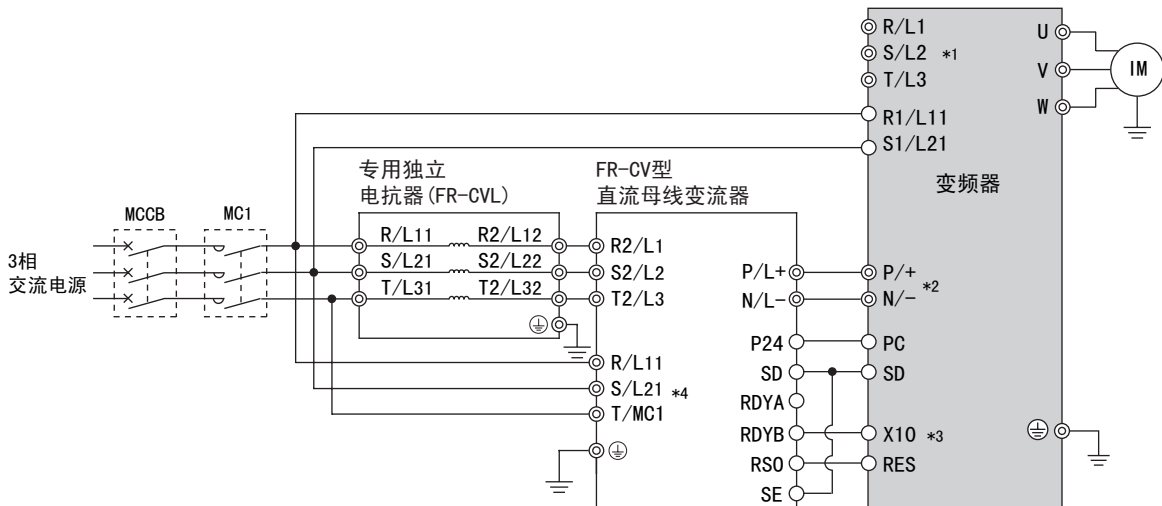 R/L1
S/L2 *1
T/L3
R1/L11
S1/L21
U
V
W
IM
变频器
专用独立
电抗器(FR-CVL)
FR-CV型
直流母线变流器
MCCB
MC1
3相
交流电源
R/L11 R2/L12
S/L21 S2/L22
T/L31 T2/L32
R2/L1
S2/L2
T2/L3
R/L11
S/L21 *4
T/MC1
P/L+
N/L-
P24
SD
RDYA
RDYB
RSO
SE
P/+
N/- *2
PC
SD
X10 *3
RES